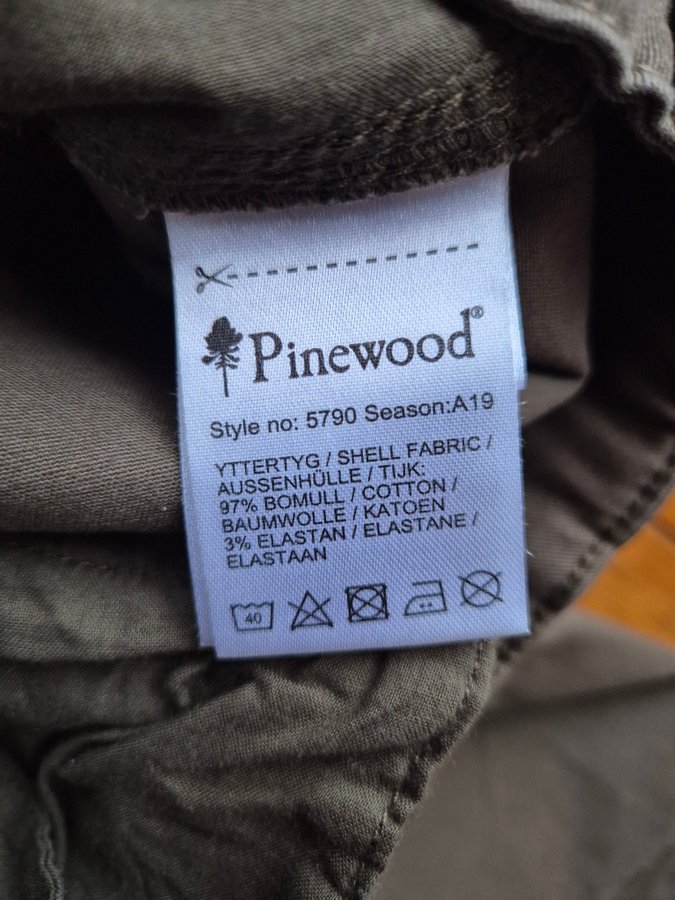 Pinewood®
Style no: 5790 Season:A19
YTTERTYG / SHELL FABRIC /
AUSSENHÜLLE / TIJK:
97% BOMULL / COTTON /
BAUMWOLLE / KATOEN
3% ELASTAN / ELASTANE /
ELASTAAN
40